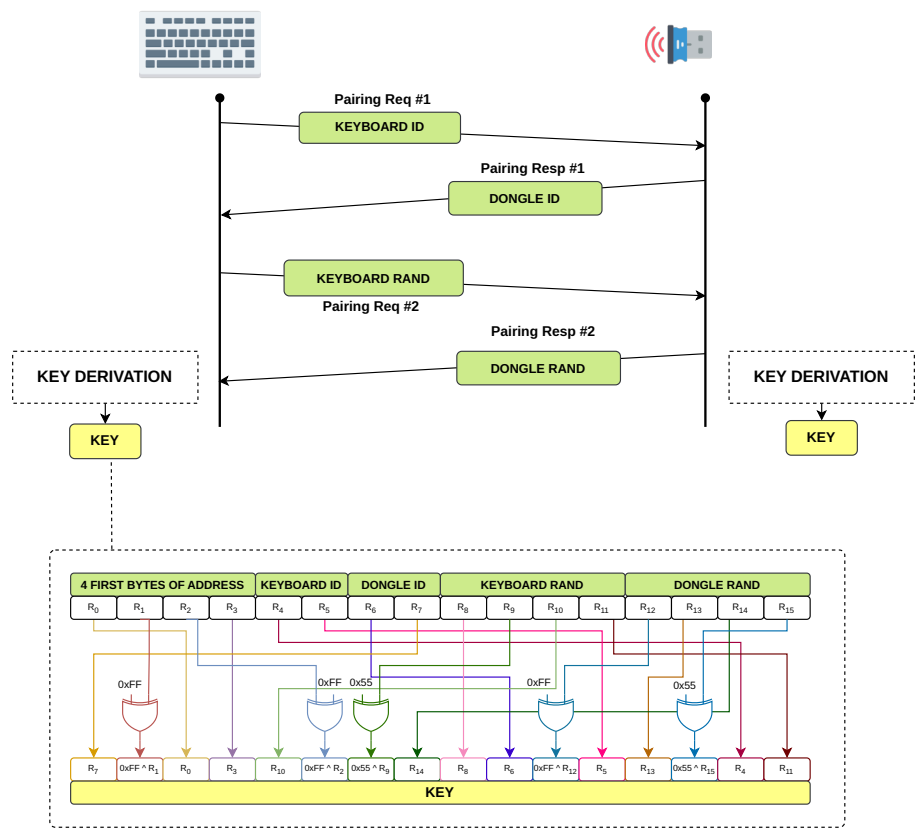 Pairing Req #1
KEYBOARD ID
Pairing Resp #1
DONGLE ID
KEYBOARD RAND
Pairing Req #2
Pairing Resp #2
DONGLE RAND
KEY DERIVATION
KEY
KEY DERIVATION
KEY
4 FIRST BYTES OF ADDRESS KEYBOARD ID DONGLE ID KEYBOARD RAND DONGLE RAND
R0 R1 R2 R3 R4 R5 R6 R7 R8 R9 R10 R11 R12 R13 R14 R15
0xFF 0xFF 0x55 0xFF 0x55
R7 0xFF ^ R1 R0 R3 R10 0xFF ^ R2 0x55 ^ R9 R14 R8 R6 0xFF ^ R12 R5 R13 0x55 ^ R15 R4 R11
KEY